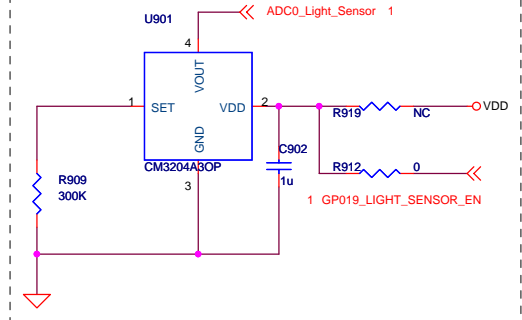 U901
ADC0_Light_Sensor 1
4
VOUT
1
SET
VDD
2
GND
CM3204A3OP
3
R909
300K
C902
1u
R919
NC
VDD
R912
0
1 GP019_LIGHT_SENSOR_EN